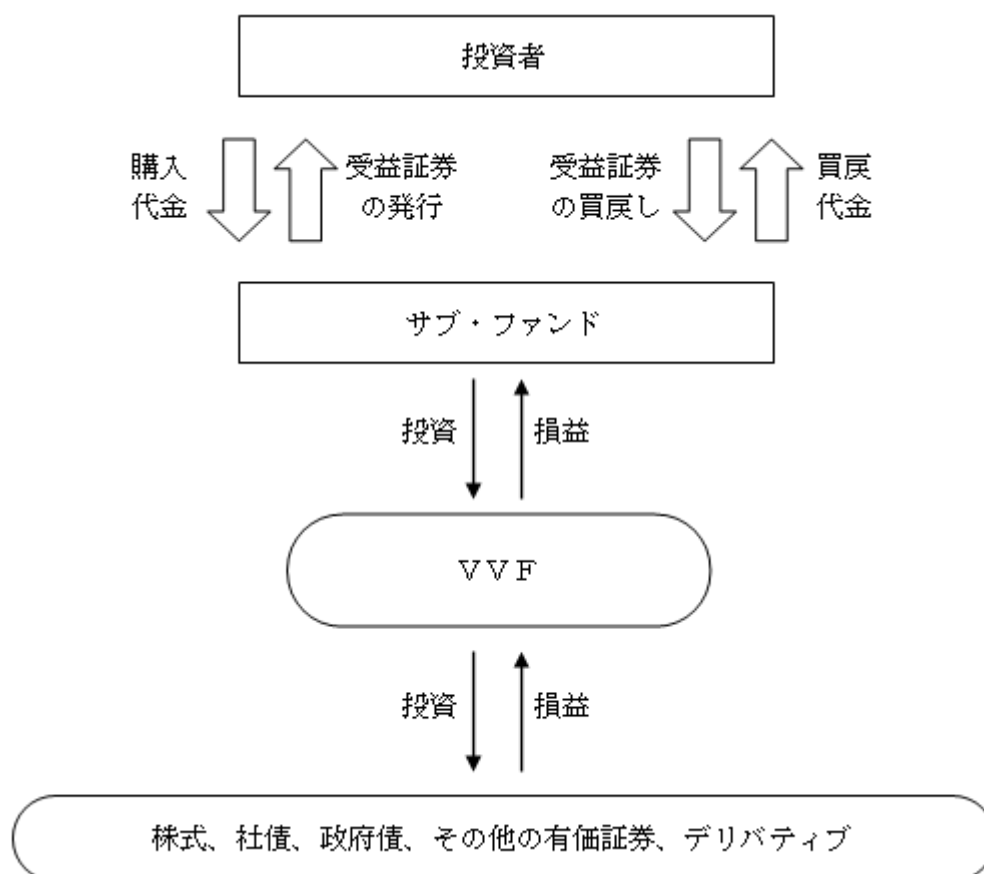 投資者
購入
代金
受益証券
の発行
受益証券
の買戻し
買戻
代金
サブ・ファンド
投資
損益
ＶＶＦ
投資
損益
株式、社債、政府債、その他の有価証券、デリバティブ